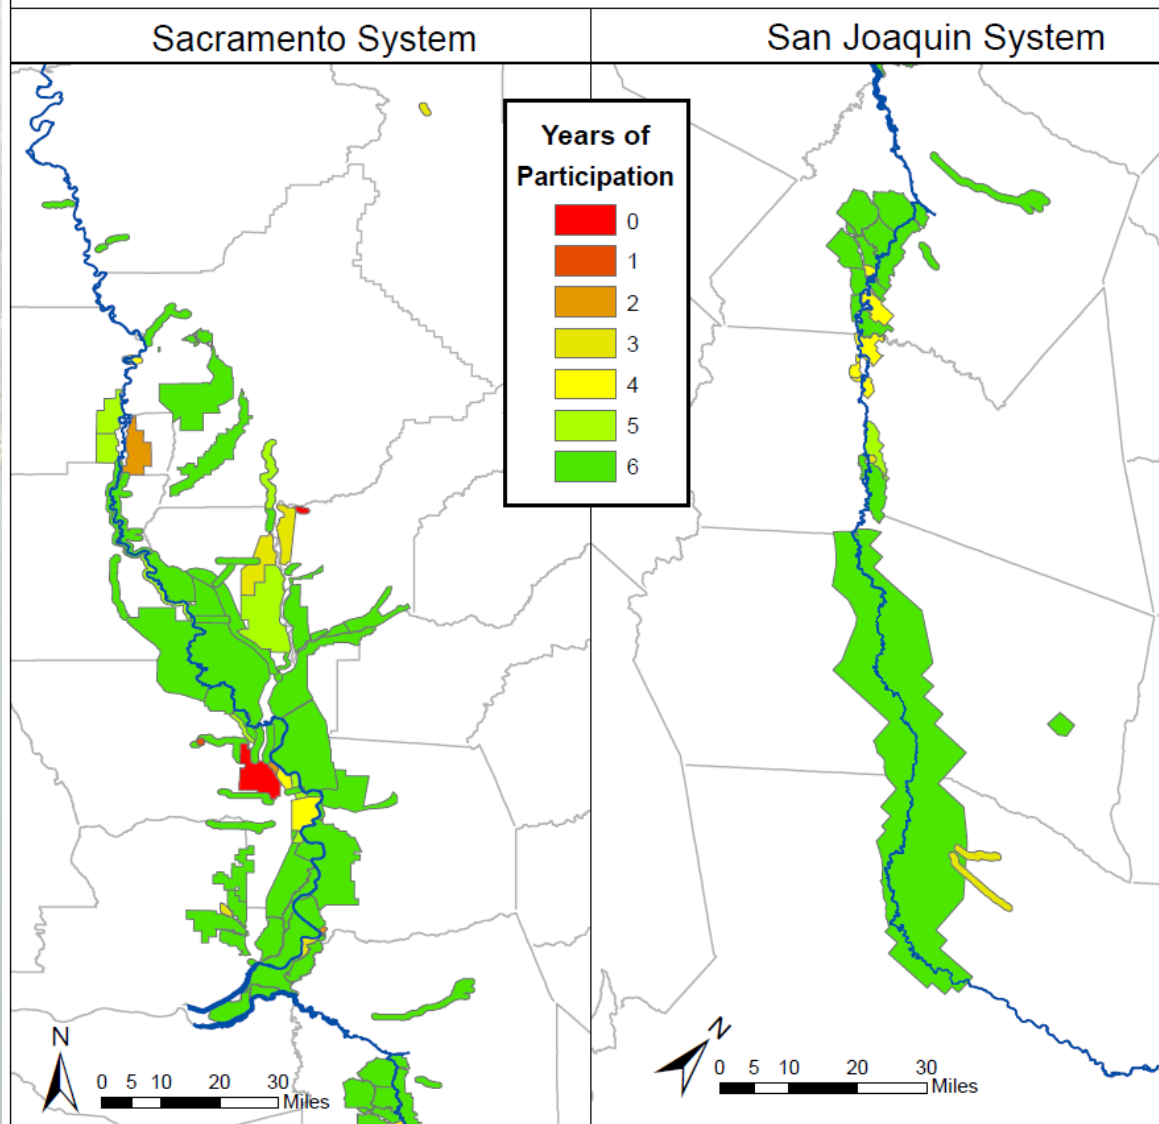 Sacramento System
San Joaquin System
Years of
Participation
0
1
2
3
4
5
6
N
0 5 10 20 30
Miles
N
0 5 10 20 30
Miles